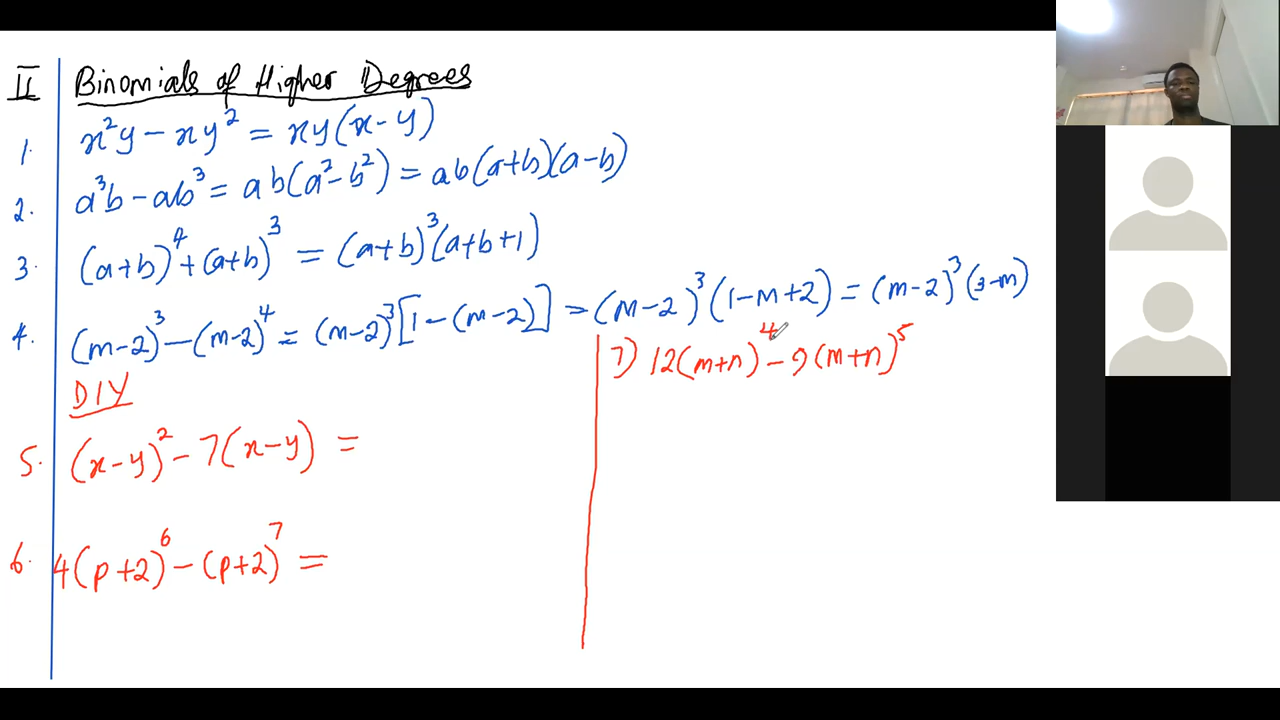 II Binomials of Higher Degrees
1. x²y - xy² = xy(x - y)
2. a³b - ab³ = ab(a² - b²) = ab(a+b)(a-b)
3. (a+b)⁴ + (a+b)³ = (a+b)³(a+b+1)
4. (m-2)³ - (m-2)⁴ = (m-2)³[1 - (m-2)] = (m-2)³(1-m+2) = (m-2)³(3-m)
DIY
5. (x-y)² - 7(x-y) =
6. 4(p+2)⁶ - (p+2)⁷ =
7) 12(m+n)⁴ - 9(m+n)⁵